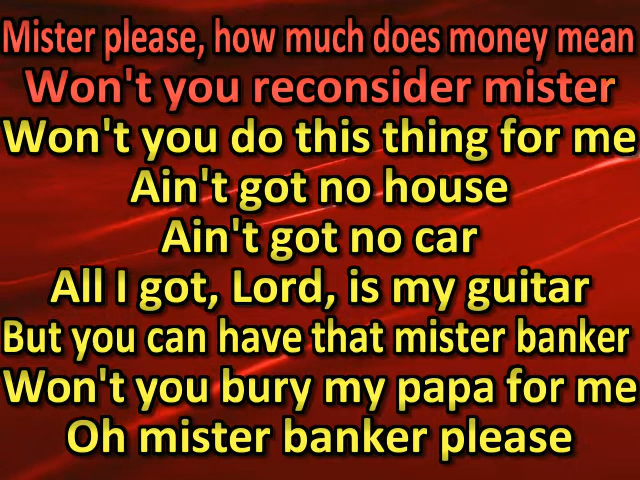 Mister please, how much does money mean
Won't you reconsider mister
Won't you do this thing for me
Ain't got no house
Ain't got no car
All I got, Lord, is my guitar
But you can have that mister banker
Won't you bury my papa for me
Oh mister banker please